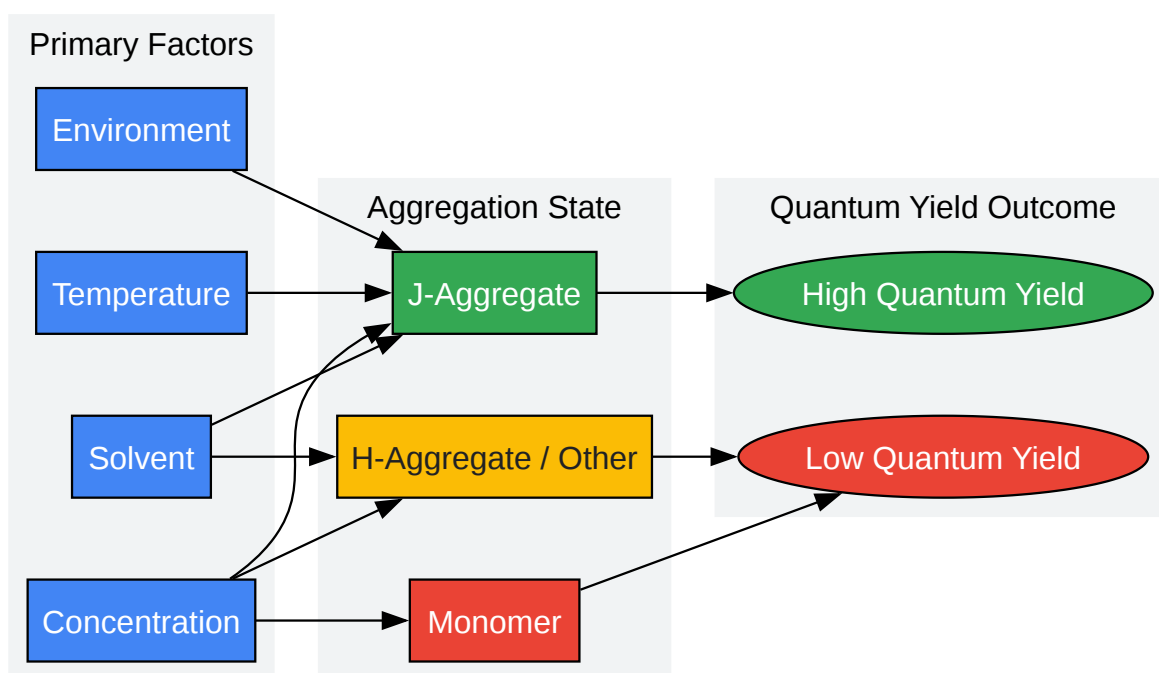 Primary Factors
Environment
Temperature
Solvent
Concentration
Aggregation State
J-Aggregate
H-Aggregate / Other
Monomer
Quantum Yield Outcome
High Quantum Yield
Low Quantum Yield